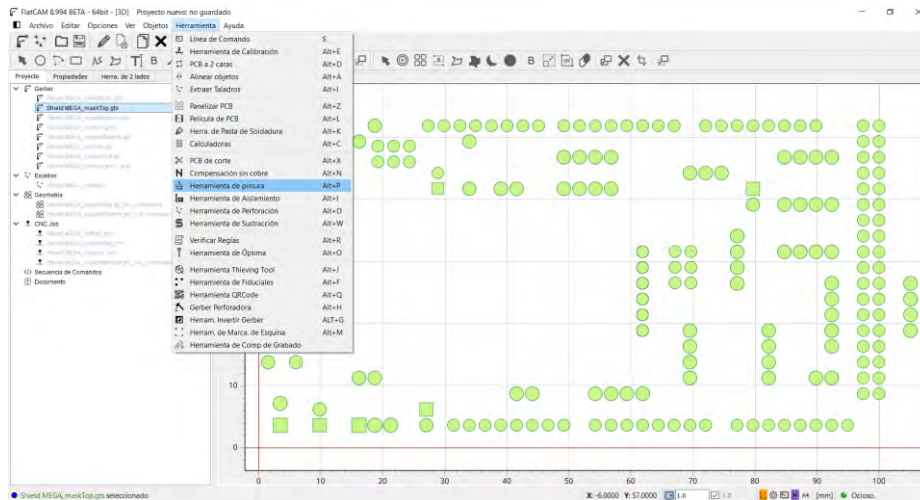 FlatCAM 8.994 BETA - 64bit - [3D] Proyecto nuevo: no guardado
Archivo Editar Opciones Ver Objetos Herramienta Ayuda
Línea de Comando S
Herramienta de Calibración Alt+E
PCB a 2 caras Alt+D
Alinear objetos Alt+A
Extraer Taladros Alt+I
Panelizar PCB Alt+Z
Película de PCB Alt+L
Herra. de Pasta de Soldadura Alt+K
Calculadoras Alt+C
PCB de corte Alt+X
Compensación sin cobre Alt+N
Herramienta de pintura Alt+P
Herramienta de Aislamiento Alt+I
Herramienta de Perforación Alt+D
Herramienta de Sustracción Alt+W
Verificar Reglas Alt+R
Herramienta de Óptima Alt+O
Herramienta Thieving Tool Alt+J
Herramienta de Fiduciales Alt+F
Herramienta QRCode Alt+Q
Gerber Perforadora Alt+H
Herram. Invertir Gerber ALT+G
Herram. de Marca. de Esquina Alt+M
Herramienta de Comp de Grabado
Proyecto Propiedades Herra. de 2 lados
Gerber
Shield MEGA_maskTop.gts
Excellon
Geometría
CNC Job
Secuencia de Comandos
Documento
10
0
0 10 20 30 40 50 60 70 80 90 100
Shield MEGA_maskTop.gts seleccionado
X: -6.0000 Y: 57.0000 1.0 1.0 A4 [mm] Ocioso.